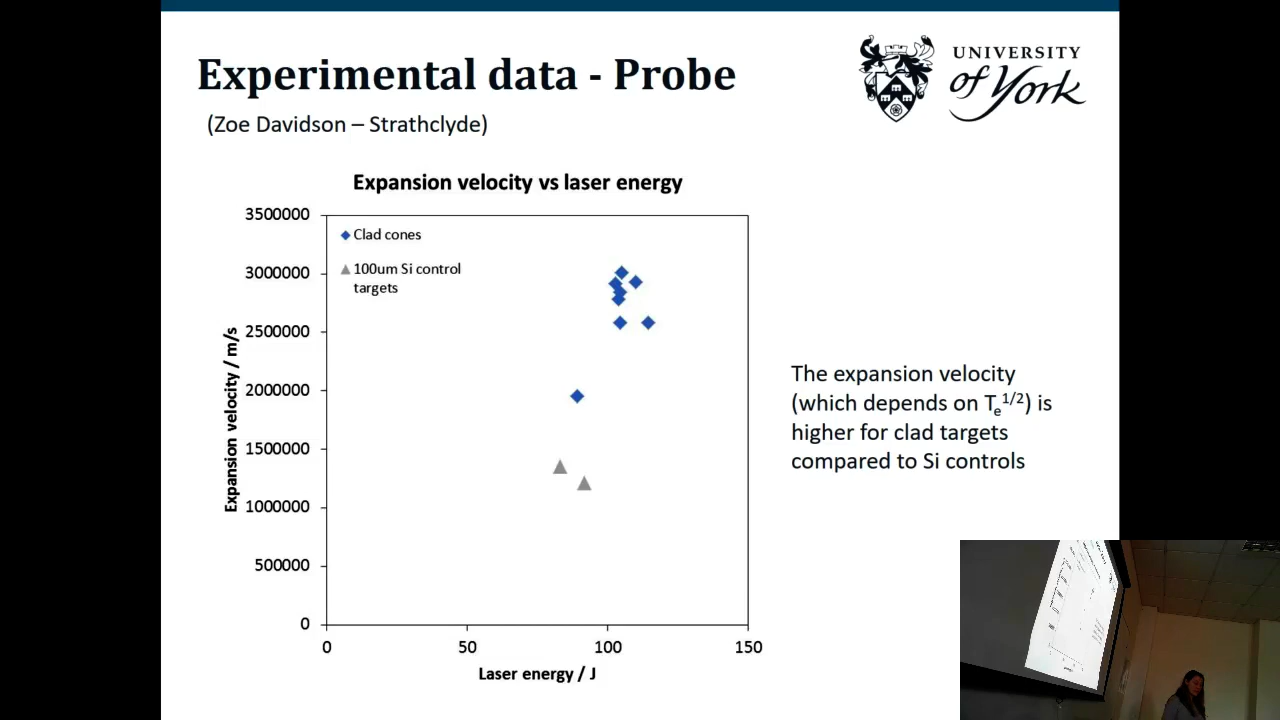 Experimental data - Probe
(Zoe Davidson – Strathclyde)
UNIVERSITY
of York
Expansion velocity vs laser energy
Clad cones
100um Si control
targets
Expansion velocity / m/s
3500000
3000000
2500000
2000000
1500000
1000000
500000
0
0 50 100 150
Laser energy / J
The expansion velocity
(which depends on Tₑ¹ᐟ²) is
higher for clad targets
compared to Si controls